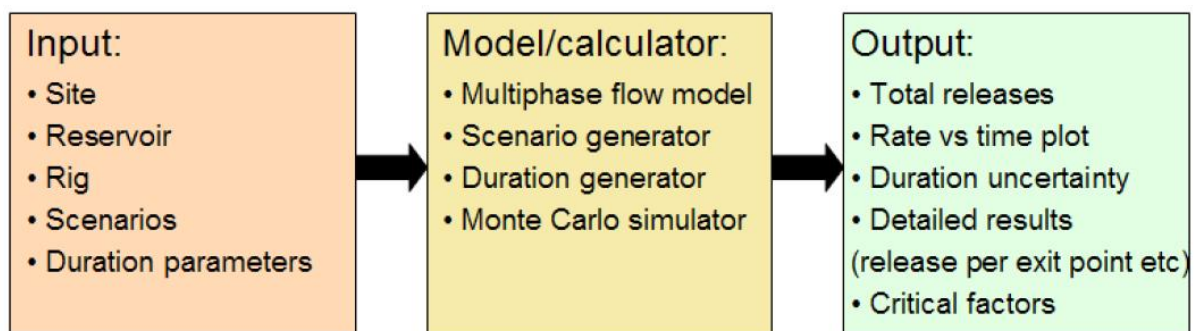 Input:
• Site
• Reservoir
• Rig
• Scenarios
• Duration parameters
Model/calculator:
• Multiphase flow model
• Scenario generator
• Duration generator
• Monte Carlo simulator
Output:
• Total releases
• Rate vs time plot
• Duration uncertainty
• Detailed results
(release per exit point etc)
• Critical factors